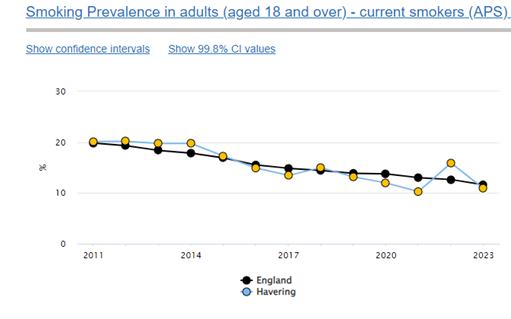 Smoking Prevalence in adults (aged 18 and over) - current smokers (APS)
Show confidence intervals Show 99.8% CI values
30
20
%
10
0
2011 2014 2017 2020 2023
England
Havering